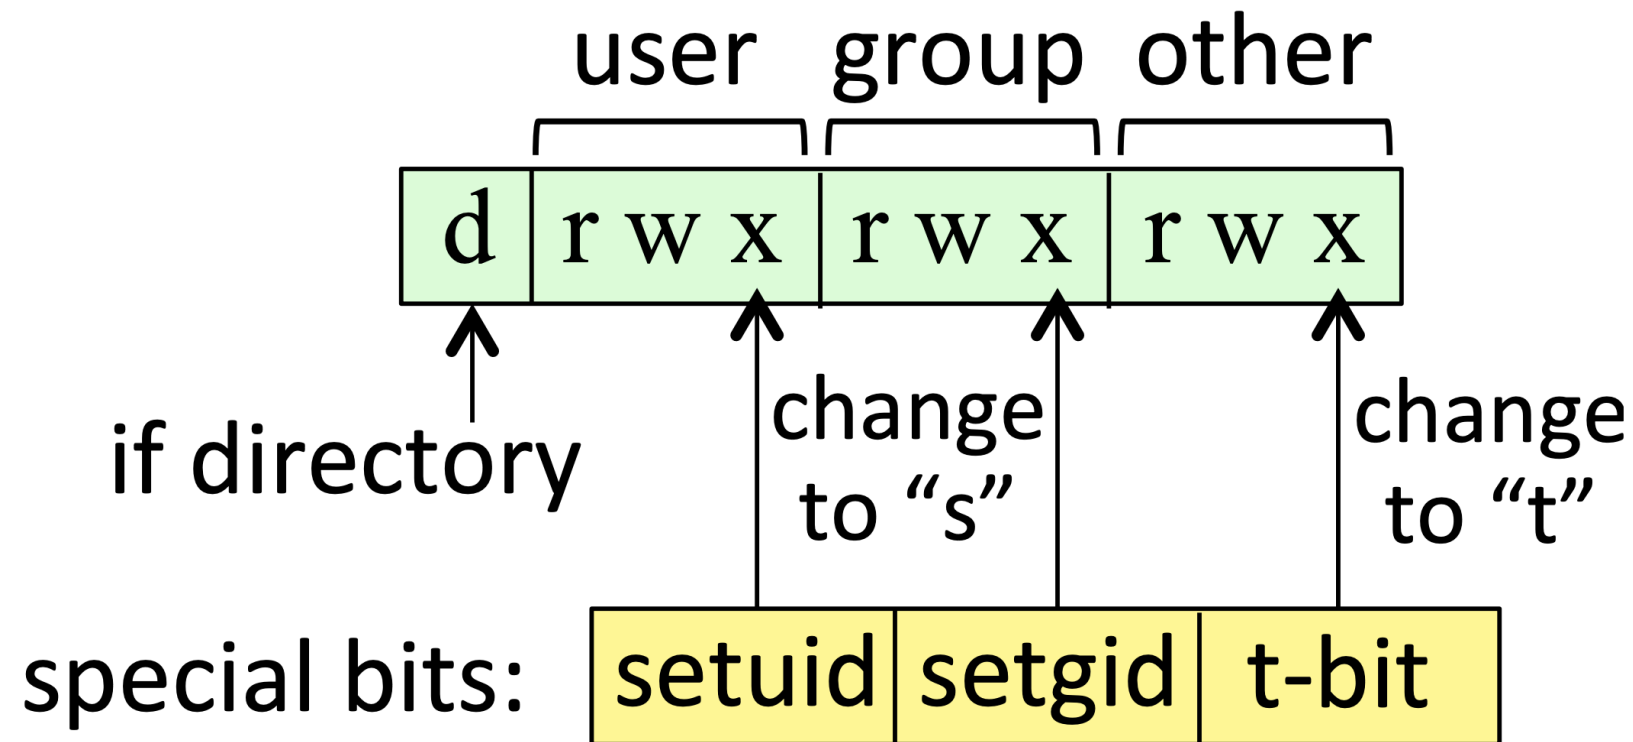 user group other
d r w x r w x r w x
if directory
change to “s”
change to “t”
special bits: setuid setgid t-bit